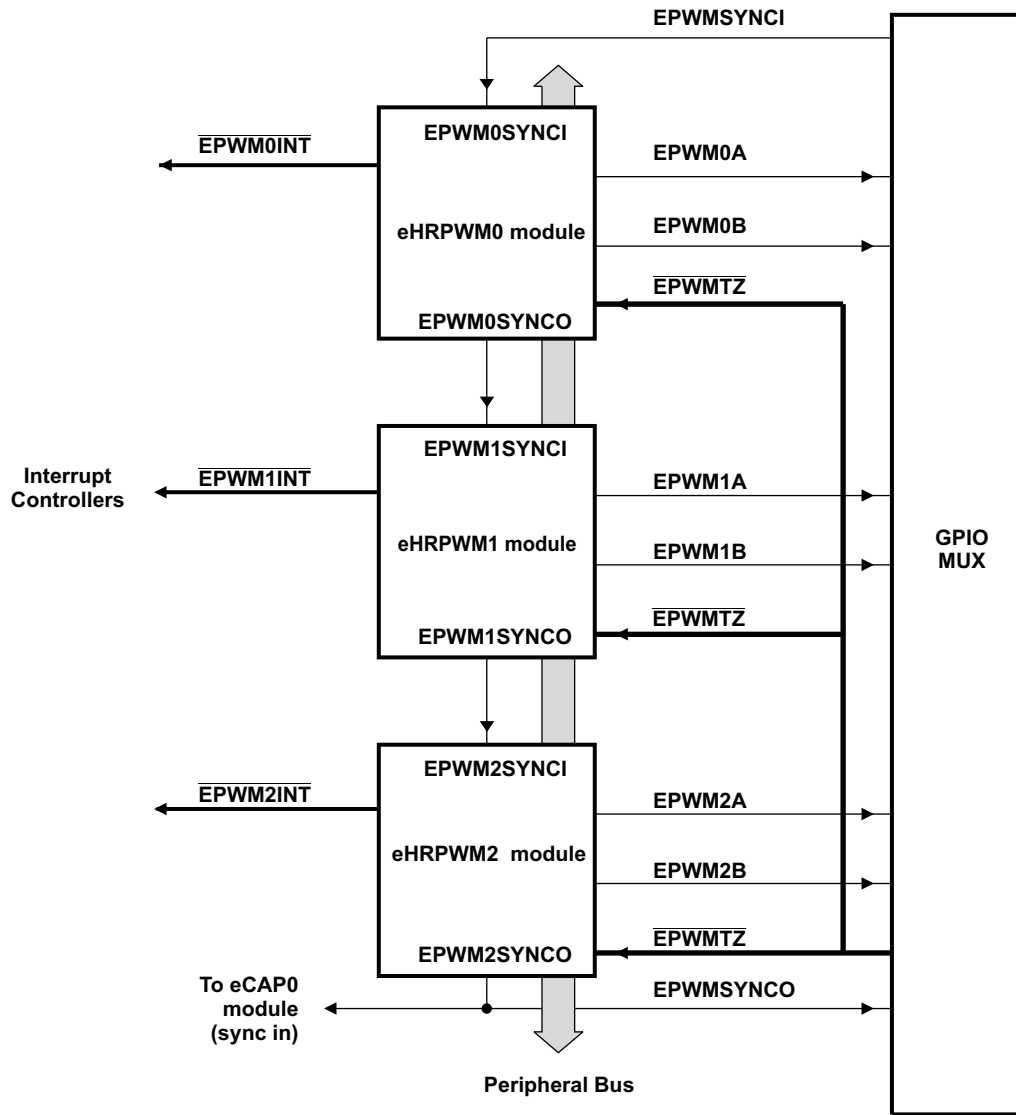 EPWMSYNCI
EPWM0SYNCI
EPWM0INT
EPWM0A
eHRPWM0 module
EPWM0B
EPWMTZ
EPWM0SYNCO
EPWM1SYNCI
Interrupt
Controllers
EPWM1INT
EPWM1A
eHRPWM1 module
EPWM1B
GPIO
MUX
EPWMTZ
EPWM1SYNCO
EPWM2SYNCI
EPWM2INT
EPWM2A
eHRPWM2 module
EPWM2B
EPWMTZ
EPWM2SYNCO
To eCAP0
module
(sync in)
EPWMSYNCO
Peripheral Bus